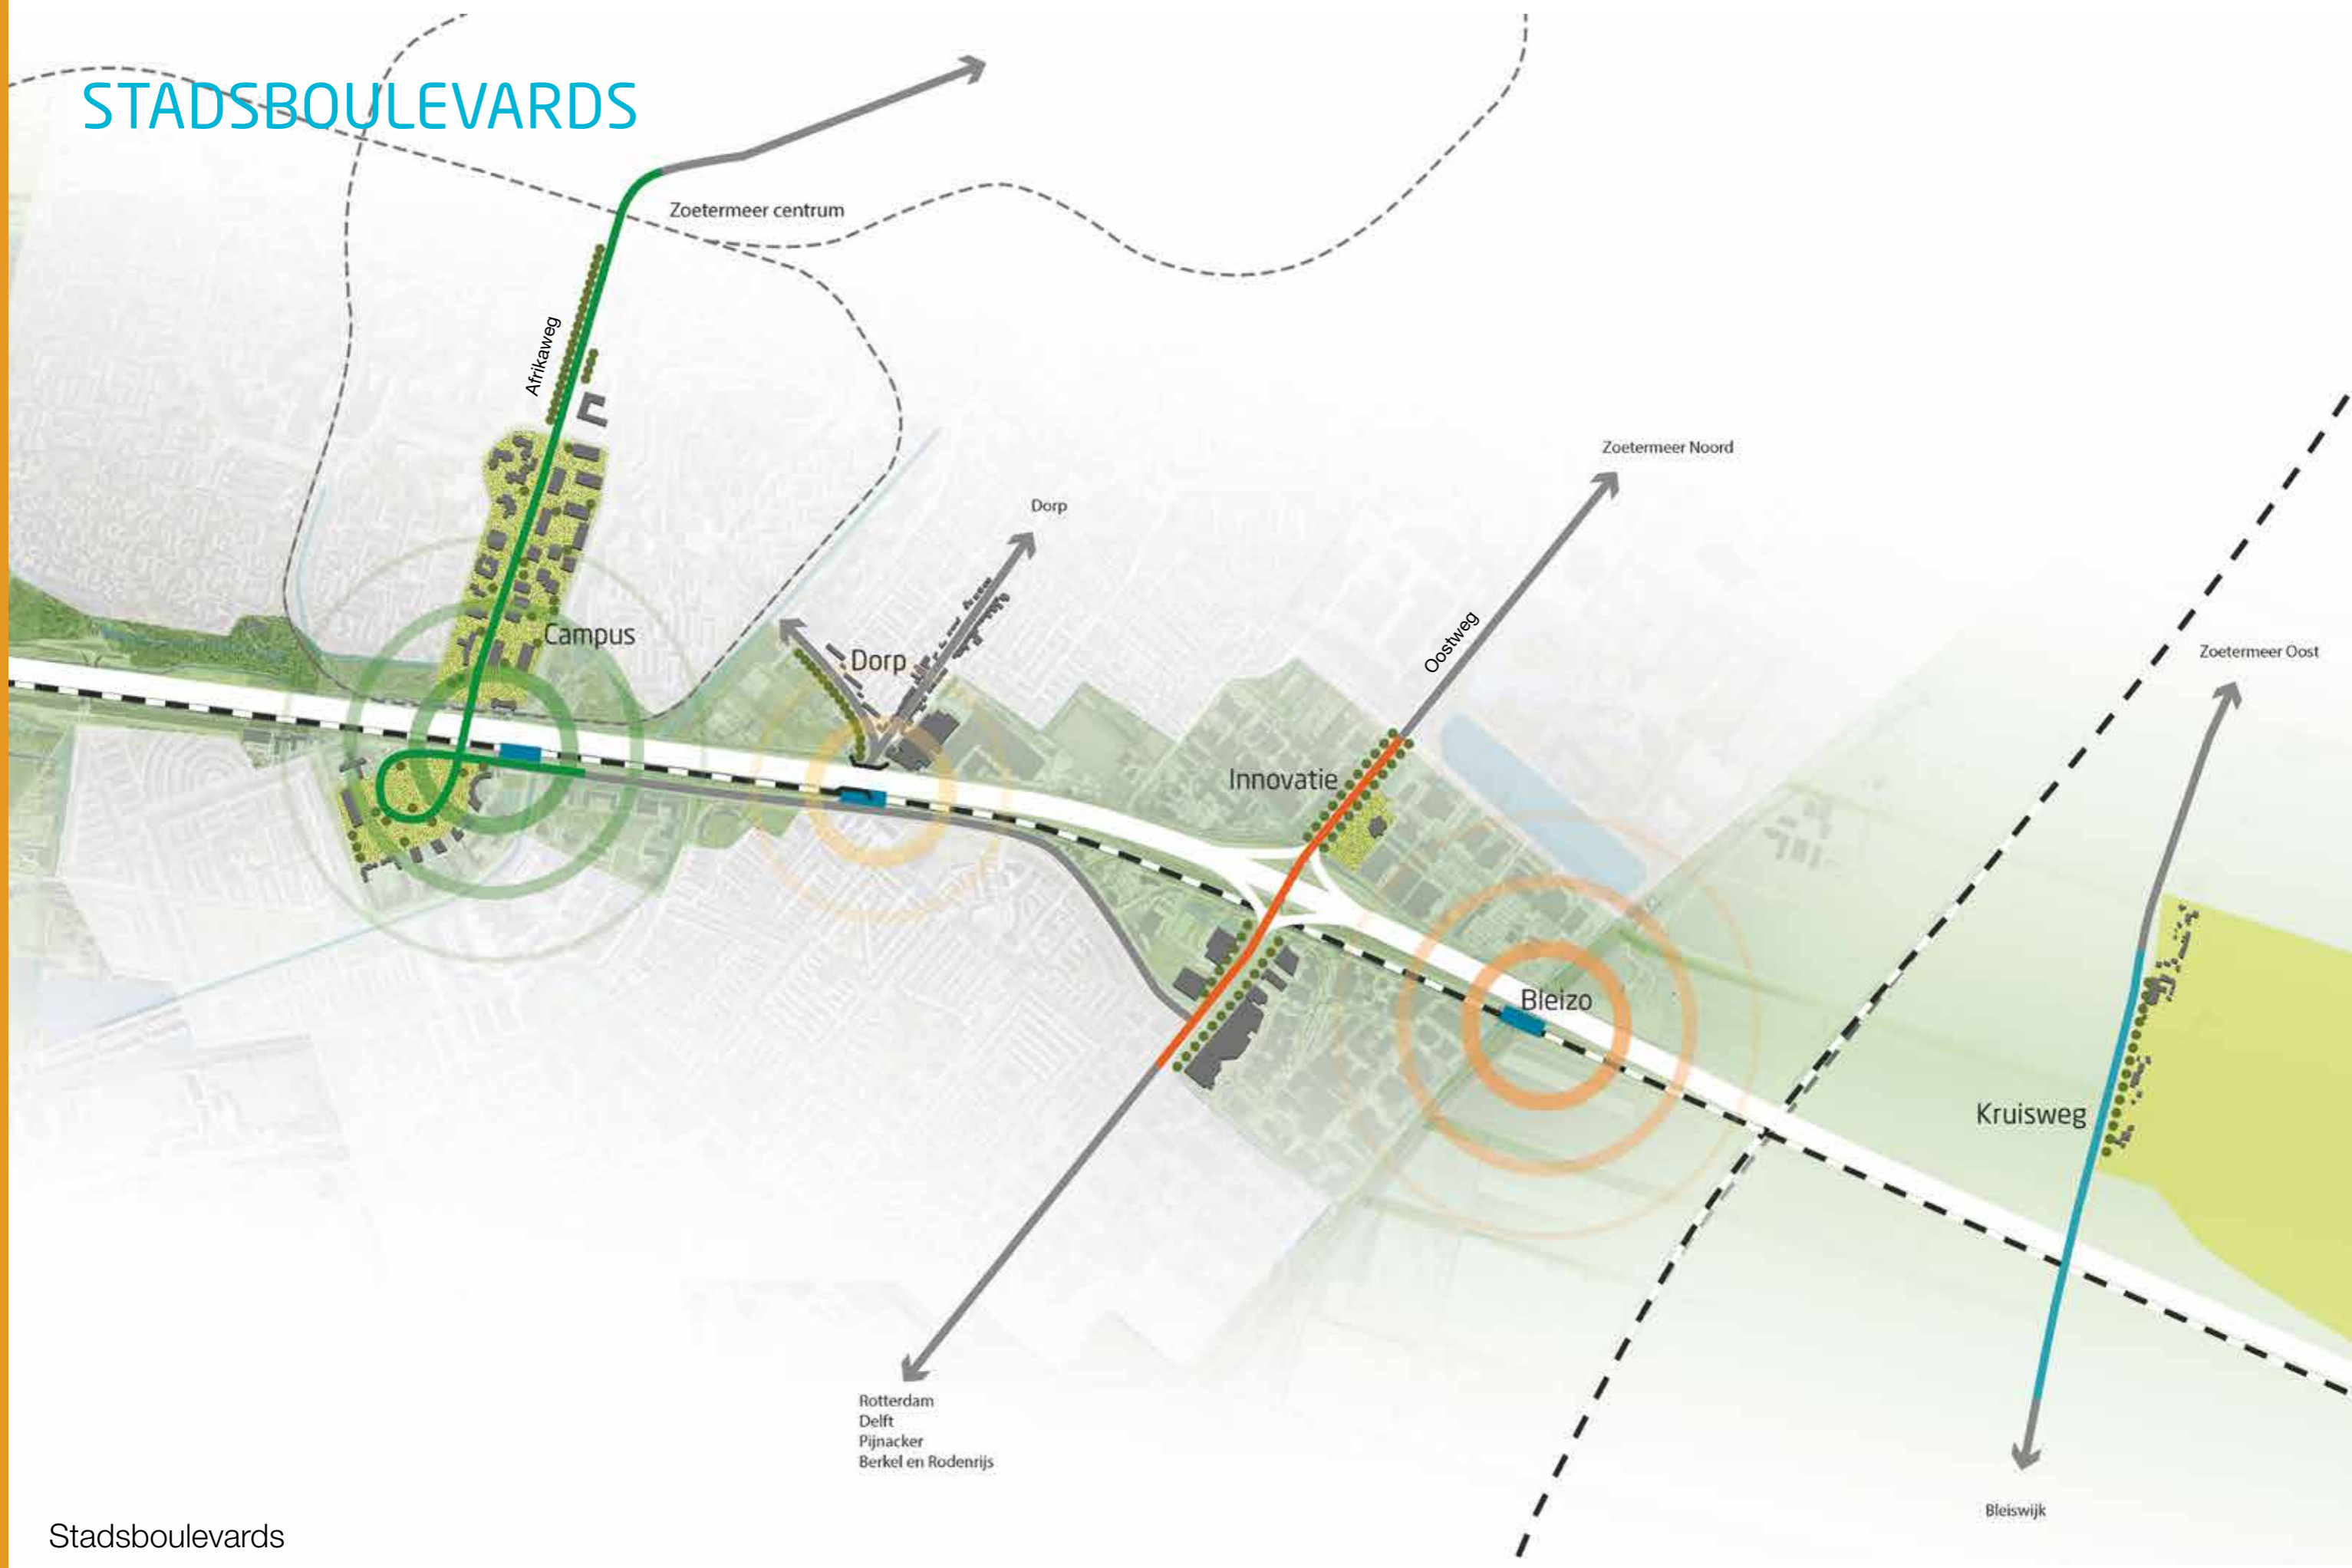 STADSBOULEVARDS
Zoetermeer centrum
Afrikaweg
Zoetermeer Noord
Dorp
Oostweg
Campus
Dorp
Zoetermeer Oost
Innovatie
Bleizo
Kruisweg
Rotterdam
Delft
Pijnacker
Berkel en Rodenrijs
Bleiswijk
Stadsboulevards